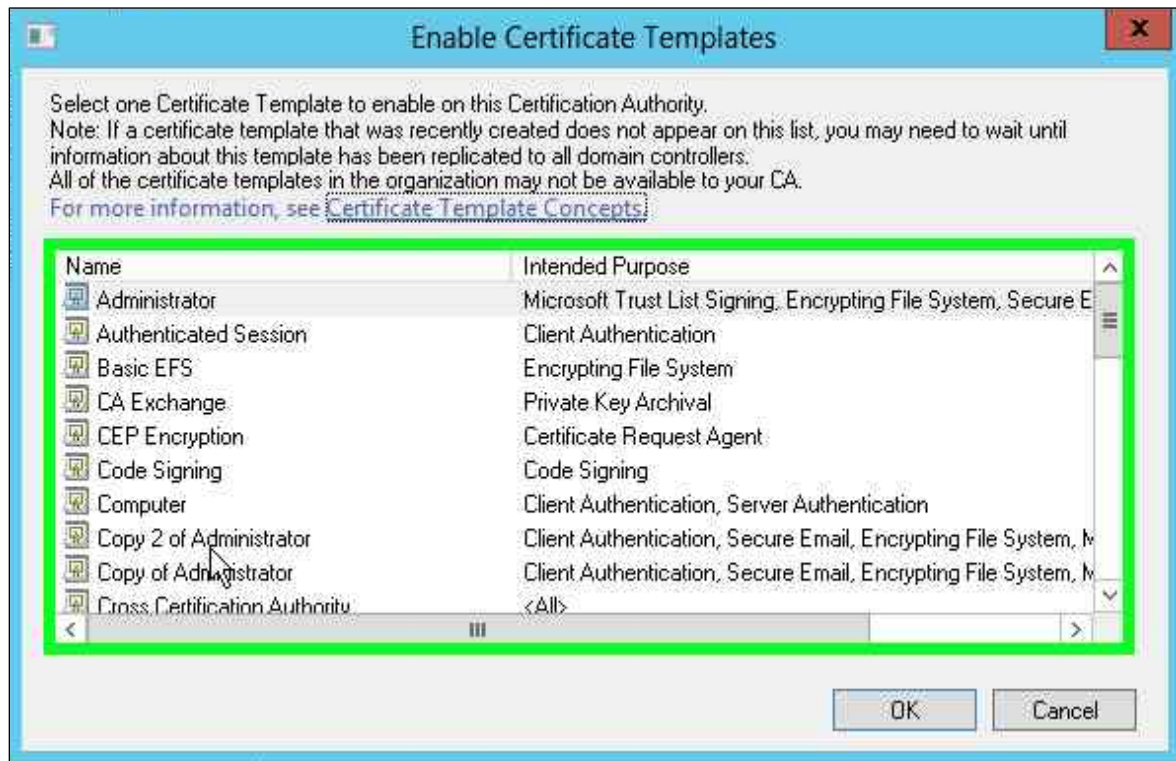 Enable Certificate Templates
x
Select one Certificate Template to enable on this Certification Authority.
Note: If a certificate template that was recently created does not appear on this list, you may need to wait until
information about this template has been replicated to all domain controllers.
All of the certificate templates in the organization may not be available to your CA.
For more information, see Certificate Template Concepts.
Name Intended Purpose
Administrator Microsoft Trust List Signing, Encrypting File System, Secure E
Authenticated Session Client Authentication
Basic EFS Encrypting File System
CA Exchange Private Key Archival
CEP Encryption Certificate Request Agent
Code Signing Code Signing
Computer Client Authentication, Server Authentication
Copy 2 of Administrator Client Authentication, Secure Email, Encrypting File System, M
Copy of Administrator Client Authentication, Secure Email, Encrypting File System, M
Cross Certification Authority <All>
OK Cancel